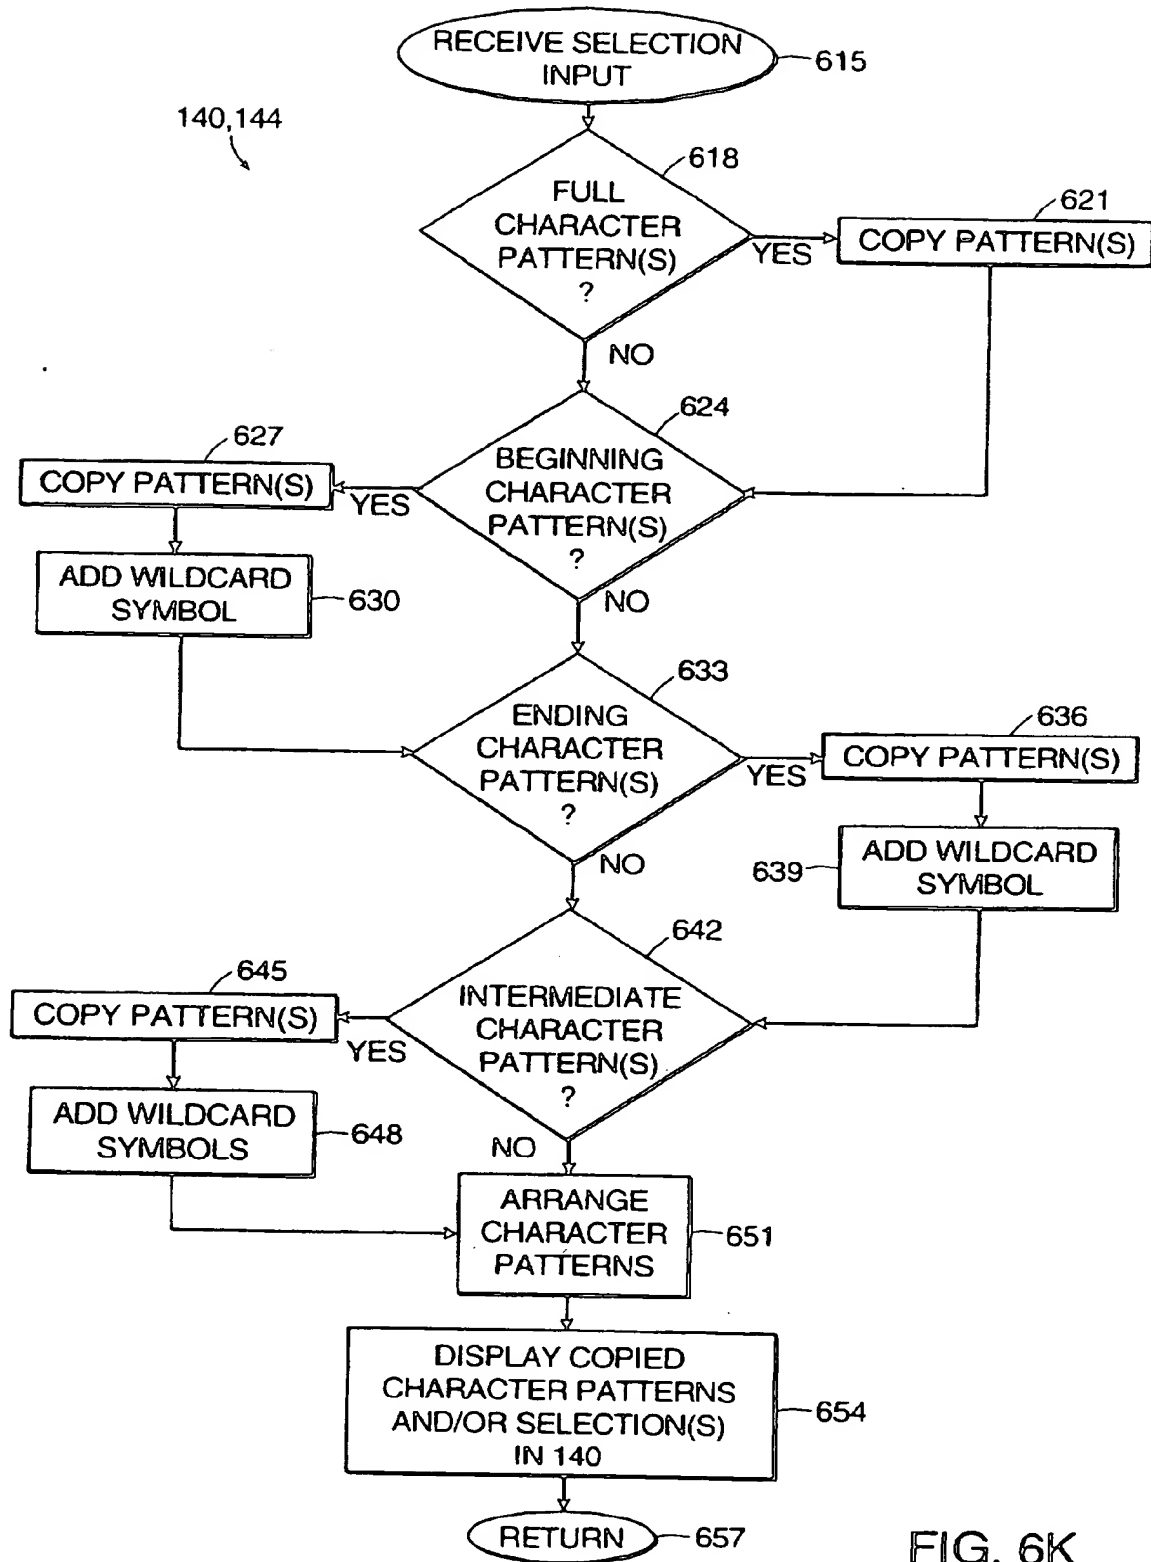 RECEIVE SELECTION
INPUT
615
140,144
618
FULL
CHARACTER
PATTERN(S)
?
YES
621
COPY PATTERN(S)
NO
624
BEGINNING
CHARACTER
PATTERN(S)
?
627
COPY PATTERN(S)
YES
ADD WILDCARD
SYMBOL
630
NO
633
ENDING
CHARACTER
PATTERN(S)
?
YES
636
COPY PATTERN(S)
639
ADD WILDCARD
SYMBOL
NO
642
INTERMEDIATE
CHARACTER
PATTERN(S)
?
645
COPY PATTERN(S)
YES
ADD WILDCARD
SYMBOLS
648
NO
ARRANGE
CHARACTER
PATTERNS
651
DISPLAY COPIED
CHARACTER PATTERNS
AND/OR SELECTION(S)
IN 140
654
RETURN
657
FIG. 6K